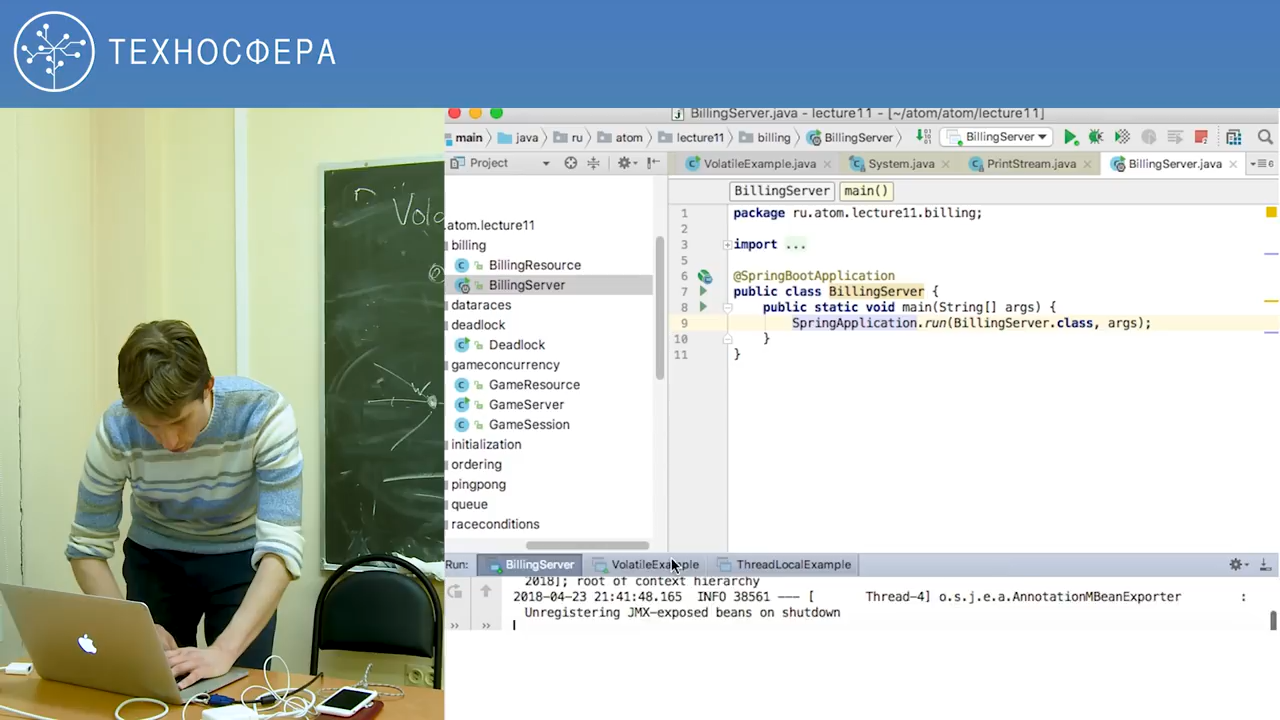 ТЕХНОСФЕРА
BillingServer.java - lecture11 - [~/atom/atom/lecture11]
main java ru atom lecture11 billing BillingServer BillingServer
Project VolatileExample.java System.java PrintStream.java BillingServer.java 6
BillingServer main()
.atom.lecture11
billing
BillingResource
BillingServer
dataraces
deadlock
Deadlock
gameconcurrency
GameResource
GameServer
GameSession
initialization
ordering
pingpong
queue
raceconditions
1 package ru.atom.lecture11.billing;
2
3 import ...
5
6 @SpringBootApplication
7 public class BillingServer {
8 public static void main(String[] args) {
9 SpringApplication.run(BillingServer.class, args);
10 }
11 }
Run: BillingServer VolatileExample ThreadLocalExample
2018]; root of context hierarchy
2018-04-23 21:41:48.165 INFO 38561 --- [ Thread-4] o.s.j.e.a.AnnotationMBeanExporter :
Unregistering JMX-exposed beans on shutdown